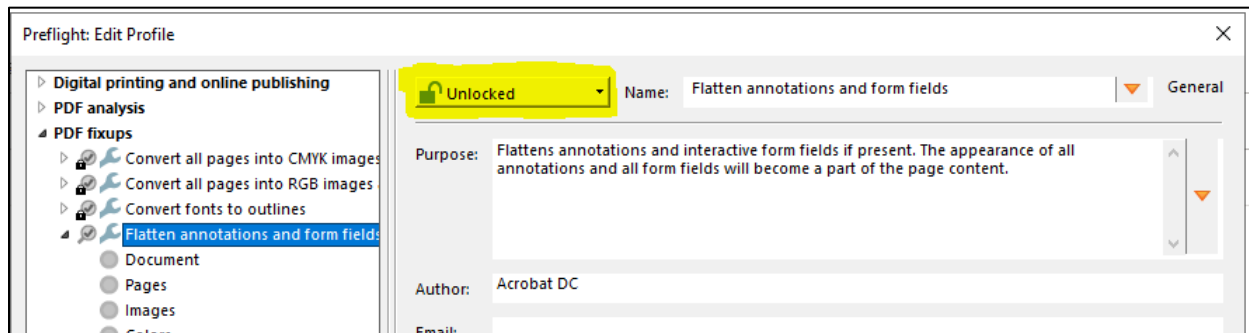 Preflight: Edit Profile
Digital printing and online publishing
PDF analysis
PDF fixups
Convert all pages into CMYK images
Convert all pages into RGB images
Convert fonts to outlines
Flatten annotations and form fields
Document
Pages
Images
Unlocked
Name: Flatten annotations and form fields
General
Purpose: Flattens annotations and interactive form fields if present. The appearance of all
annotations and all form fields will become a part of the page content.
Author: Acrobat DC